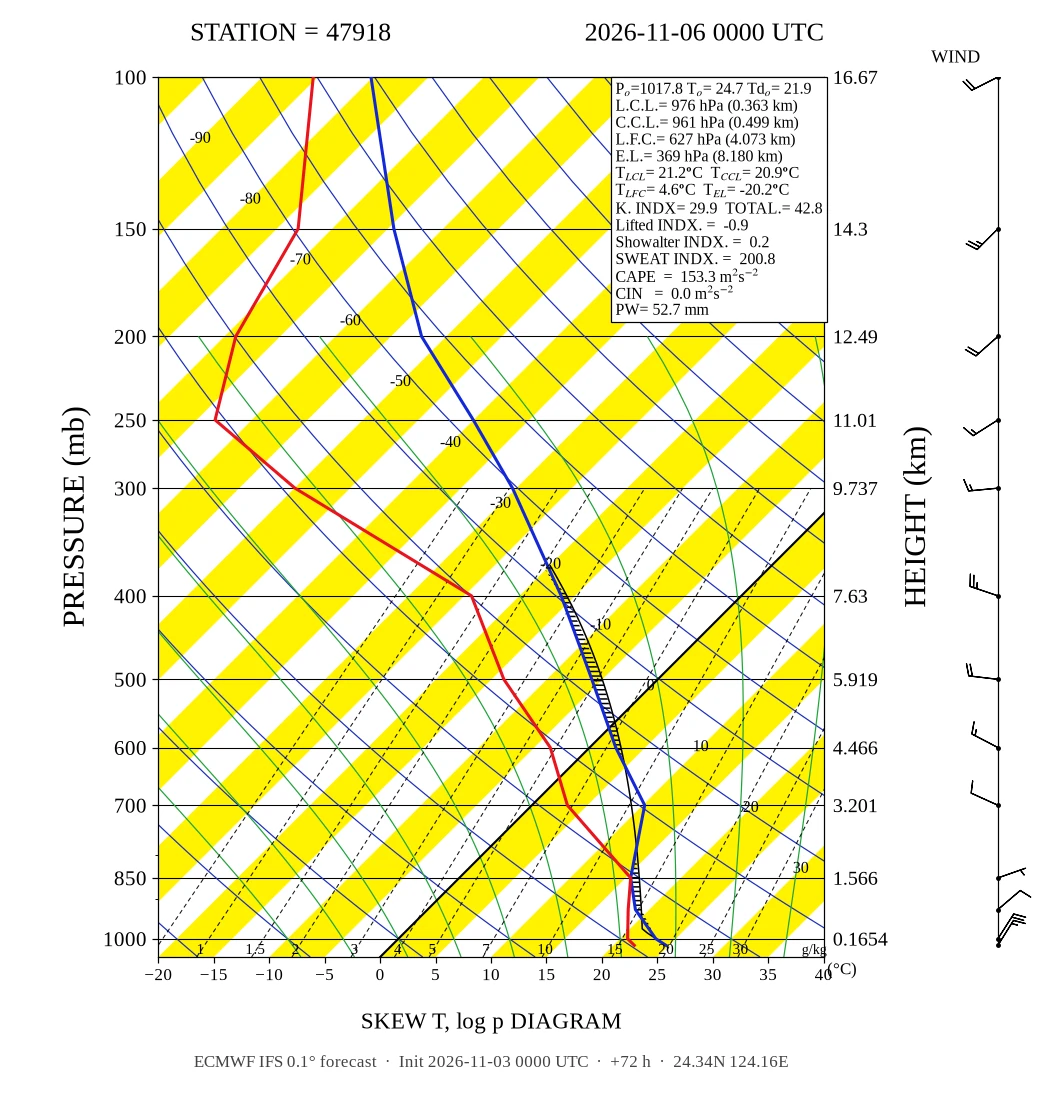 STATION = 47918
2026-11-06 0000 UTC
WIND
Pₒ=1017.8 Tₒ= 24.7 Tdₒ= 21.9
L.C.L.= 976 hPa (0.363 km)
C.C.L.= 961 hPa (0.499 km)
L.F.C.= 627 hPa (4.073 km)
E.L.= 369 hPa (8.180 km)
T_LCL= 21.2°C T_CCL= 20.9°C
T_LFC= 4.6°C T_EL= -20.2°C
K. INDX= 29.9 TOTAL.= 42.8
Lifted INDX. = -0.9
Showalter INDX. = 0.2
SWEAT INDX. = 200.8
CAPE = 153.3 m²s⁻²
CIN = 0.0 m²s⁻²
PW= 52.7 mm
PRESSURE (mb)
100
150
200
250
300
400
500
600
700
850
1000
-90
-80
-70
-60
-50
-40
-30
-20
-10
0
10
20
30
16.67
14.3
12.49
11.01
9.737
7.63
5.919
4.466
3.201
1.566
0.1654
HEIGHT (km)
1 1.5 2 3 4 5 7 10 15 20 25 30 g/kg
−20 −15 −10 −5 0 5 10 15 20 25 30 35 40 (°C)
SKEW T, log p DIAGRAM
ECMWF IFS 0.1° forecast · Init 2026-11-03 0000 UTC · +72 h · 24.34N 124.16E